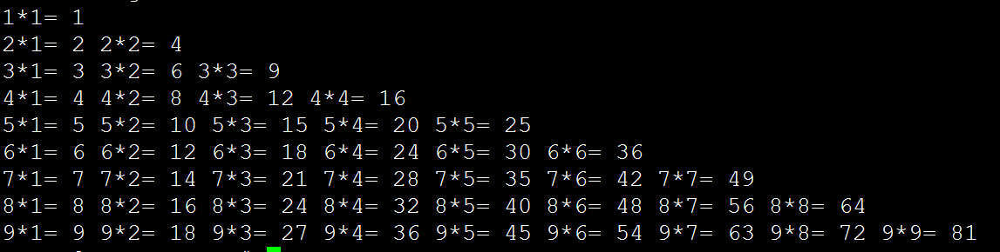 1*1= 1
2*1= 2 2*2= 4
3*1= 3 3*2= 6 3*3= 9
4*1= 4 4*2= 8 4*3= 12 4*4= 16
5*1= 5 5*2= 10 5*3= 15 5*4= 20 5*5= 25
6*1= 6 6*2= 12 6*3= 18 6*4= 24 6*5= 30 6*6= 36
7*1= 7 7*2= 14 7*3= 21 7*4= 28 7*5= 35 7*6= 42 7*7= 49
8*1= 8 8*2= 16 8*3= 24 8*4= 32 8*5= 40 8*6= 48 8*7= 56 8*8= 64
9*1= 9 9*2= 18 9*3= 27 9*4= 36 9*5= 45 9*6= 54 9*7= 63 9*8= 72 9*9= 81